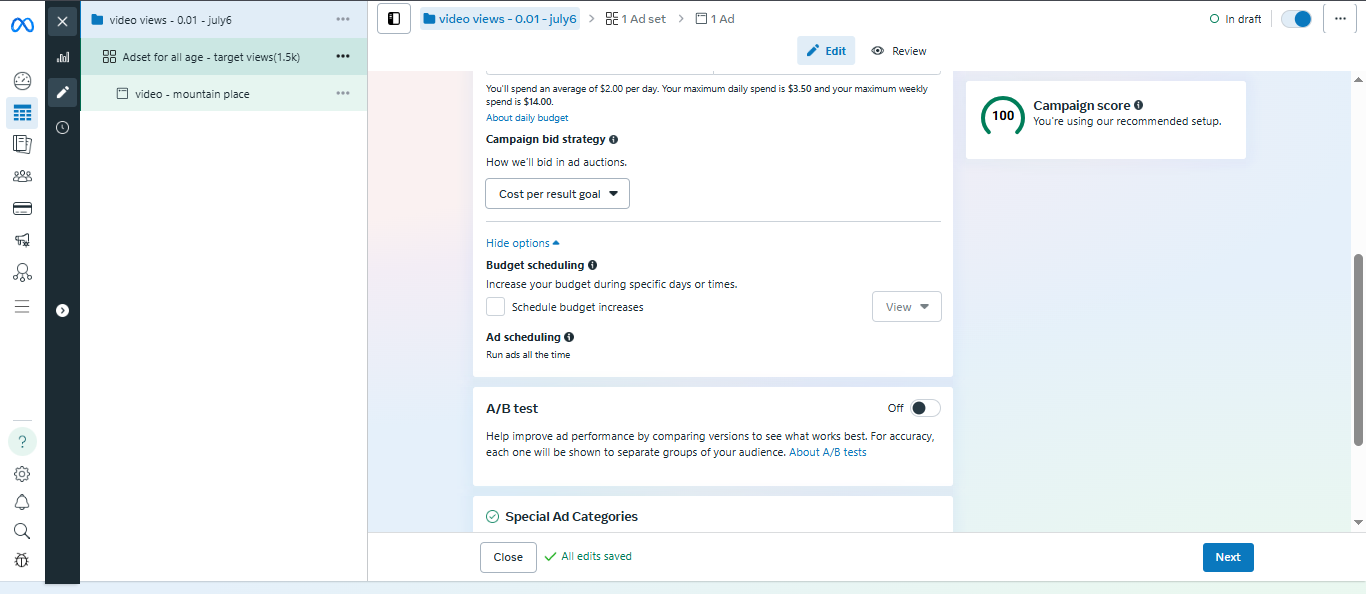 video views - 0.01 - july6
Adset for all age - target views(1.5k)
video - mountain place
video views - 0.01 - july6
1 Ad set
1 Ad
In draft
Edit
Review
You'll spend an average of $2.00 per day. Your maximum daily spend is $3.50 and your maximum weekly
spend is $14.00.
About daily budget
Campaign bid strategy
How we'll bid in ad auctions.
Cost per result goal
Hide options
Budget scheduling
Increase your budget during specific days or times.
Schedule budget increases
View
Ad scheduling
Run ads all the time
A/B test
Off
Help improve ad performance by comparing versions to see what works best. For accuracy,
each one will be shown to separate groups of your audience. About A/B tests
Special Ad Categories
100
Campaign score
You're using our recommended setup.
Close
All edits saved
Next